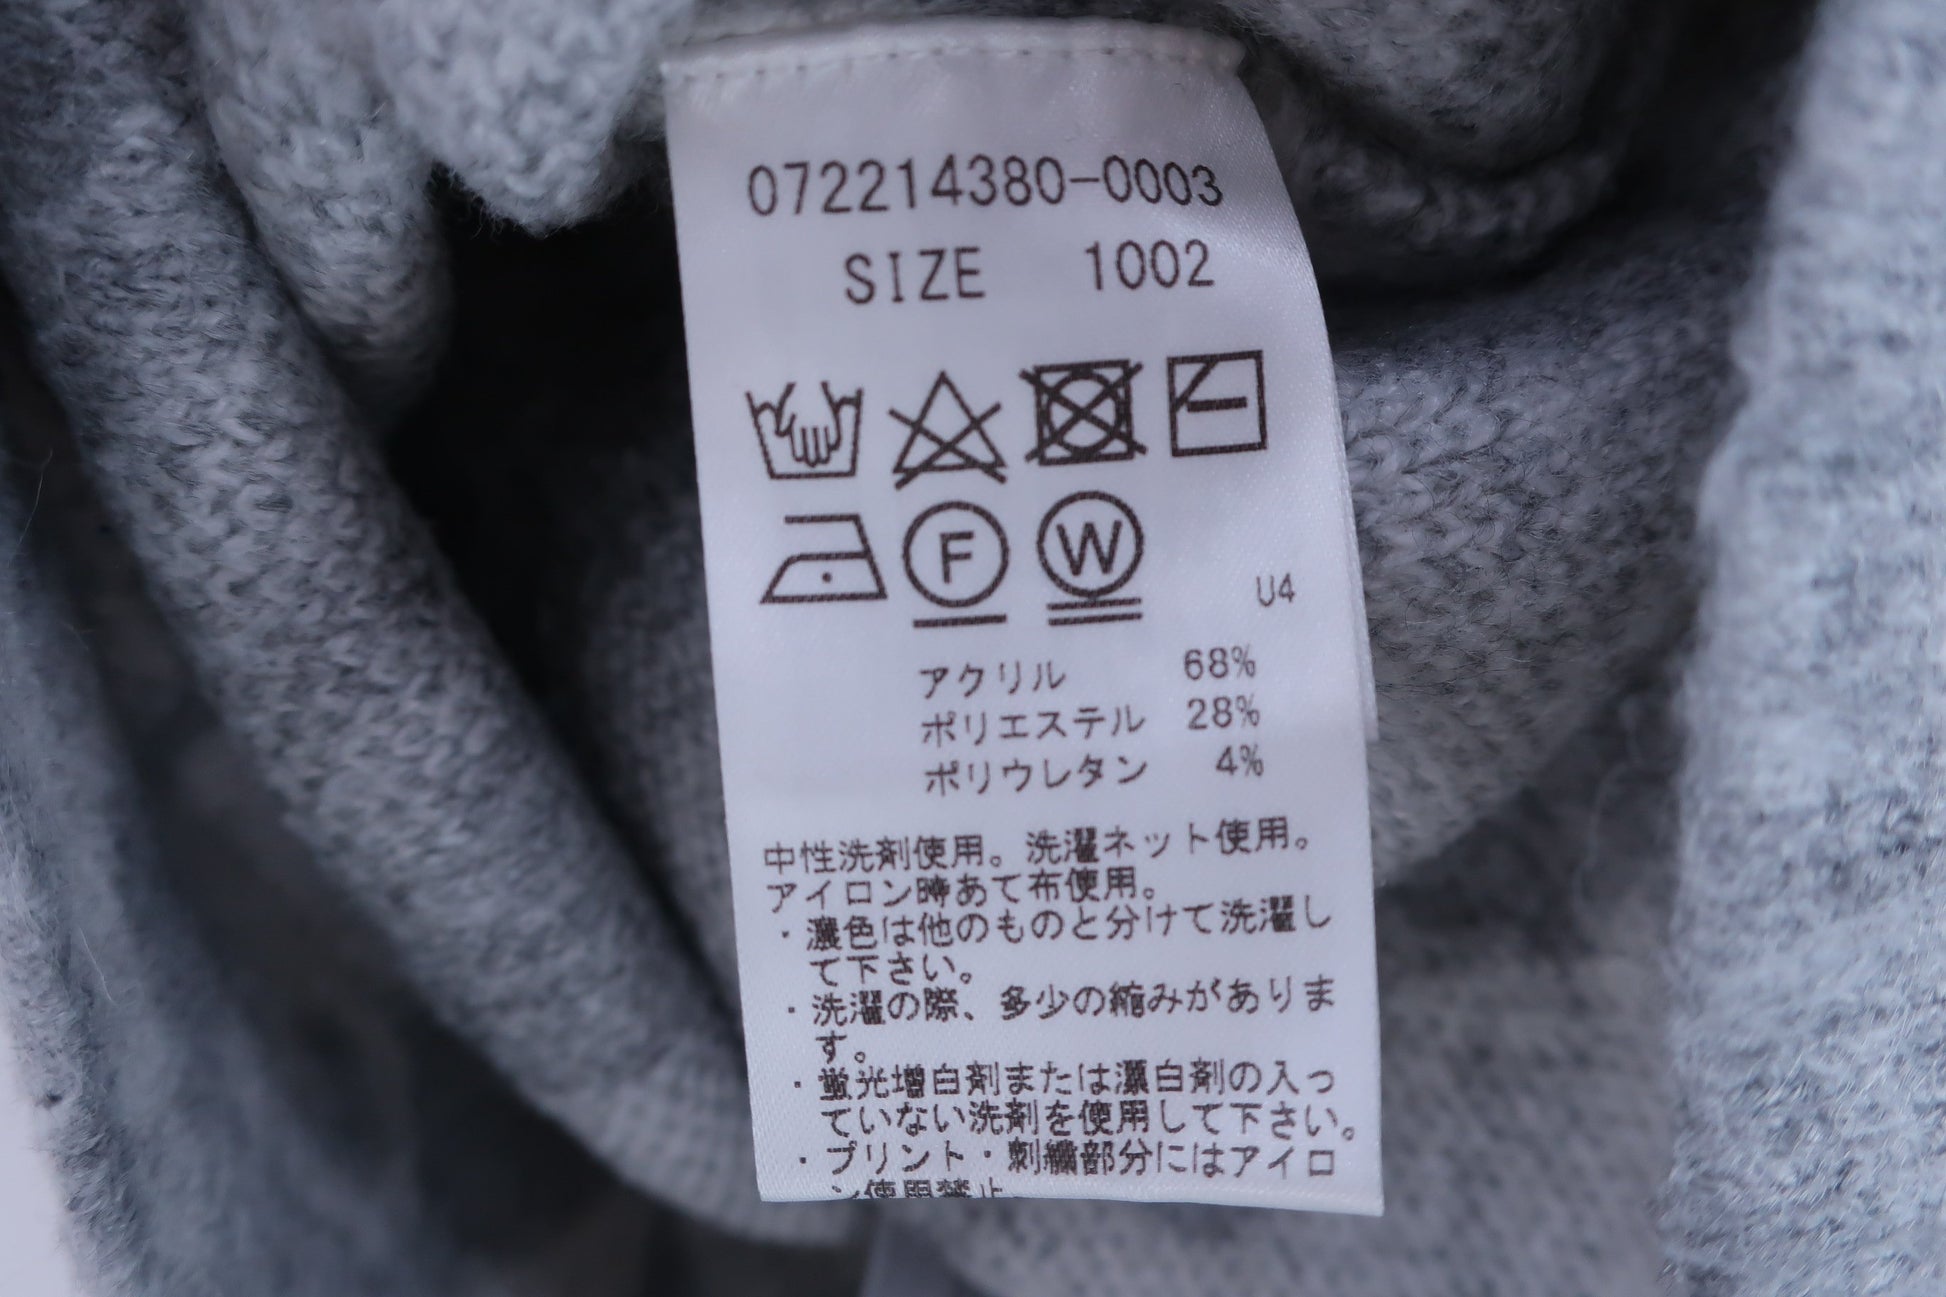 072214380-0003
SIZE 1002
F W
U4
アクリル 68%
ポリエステル 28%
ポリウレタン 4%
中性洗剤使用。洗濯ネット使用。
アイロン時あて布使用。
・濃色は他のものと分けて洗濯し
て下さい。
・洗濯の際、多少の縮みがありま
す。
・蛍光増白剤または漂白剤の入っ
ていない洗剤を使用して下さい。
・プリント・刺繍部分にはアイロ
ン使用禁止